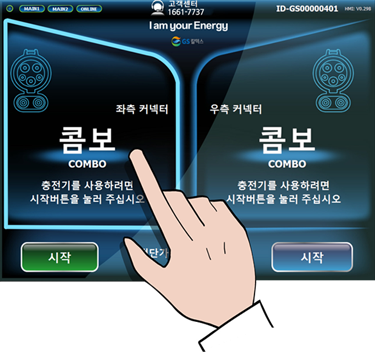 MAIN1 MAIN2 ONLINE
고객센터
1661-7737
ID-GS00000401
HMI: V0.298
I am your Energy
GS 칼텍스
좌측 커넥터
콤보
COMBO
충전기를 사용하려면
시작버튼을 눌러 주십시오
시작
우측 커넥터
콤보
COMBO
충전기를 사용하려면
시작버튼을 눌러 주십시오
시작